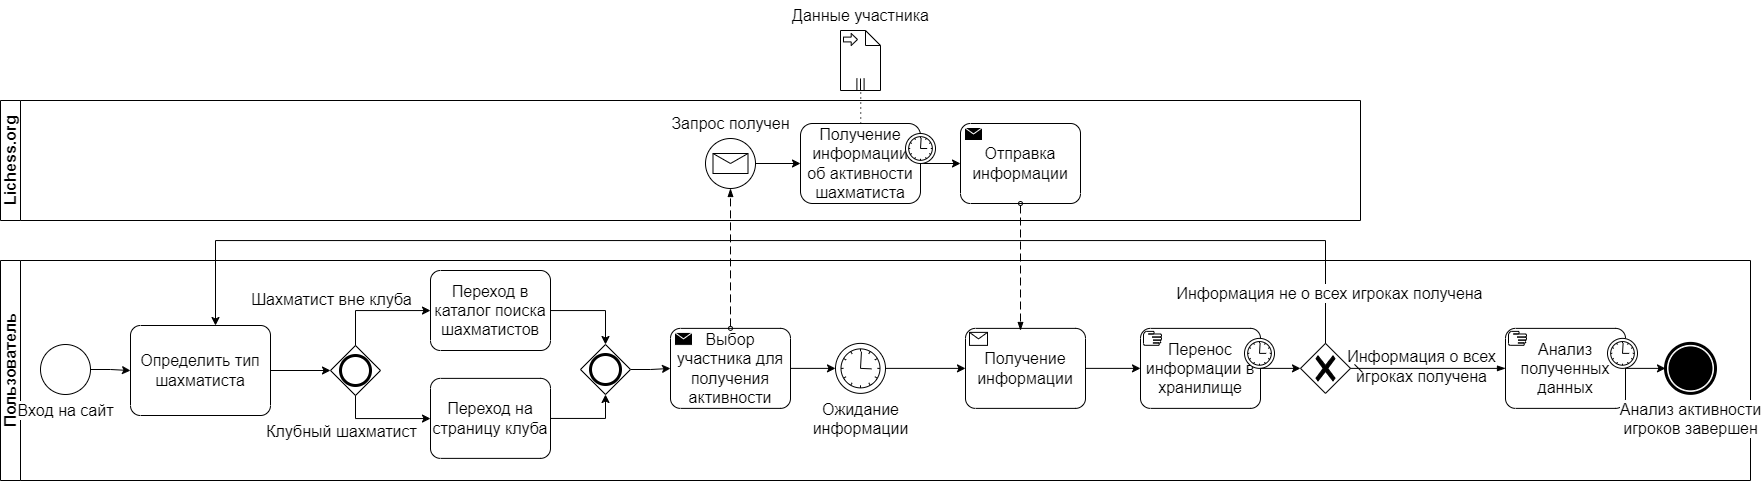 Данные участника
Lichess.org
Запрос получен
Получение
информации
об активности
шахматиста
Отправка
информации
Пользователь
Вход на сайт
Определить тип
шахматиста
Шахматист вне клуба
Клубный шахматист
Переход в
каталог поиска
шахматистов
Переход на
страницу клуба
Выбор
участника для
получения
активности
Ожидание
информации
Получение
информации
Перенос
информации в
хранилище
Информация не о всех игроках получена
Информация о всех
игроках получена
Анализ
полученных
данных
Анализ активности
игроков завершен